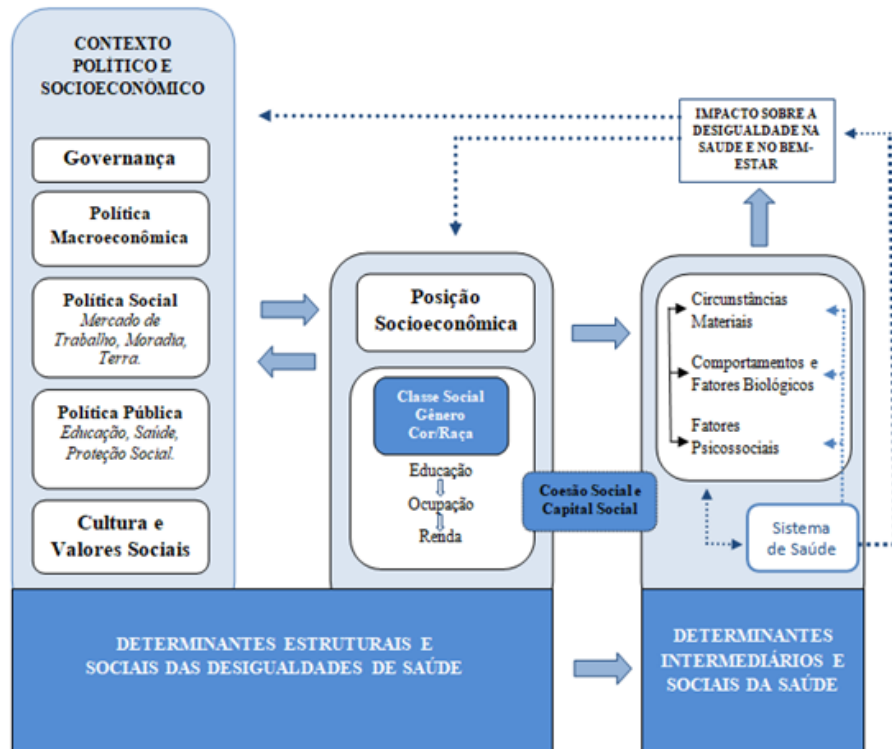 CONTEXTO
POLÍTICO E
SOCIOECONÔMICO
Governança
Política
Macroeconômica
Política Social
Mercado de
Trabalho, Moradia,
Terra.
Política Pública
Educação, Saúde,
Proteção Social.
Cultura e
Valores Sociais
Posição
Socioeconômica
Classe Social
Gênero
Cor/Raça
Educação
Ocupação
Renda
Coesão Social e
Capital Social
IMPACTO SOBRE A
DESIGUALDADE NA
SAUDE E NO BEM-
ESTAR
Circunstâncias
Materiais
Comportamentos e
Fatores Biológicos
Fatores
Psicossociais
Sistema
de Saúde
DETERMINANTES ESTRUTURAIS E
SOCIAIS DAS DESIGUALDADES DE SAÚDE
DETERMINANTES
INTERMEDIÁRIOS E
SOCIAIS DA SAÚDE